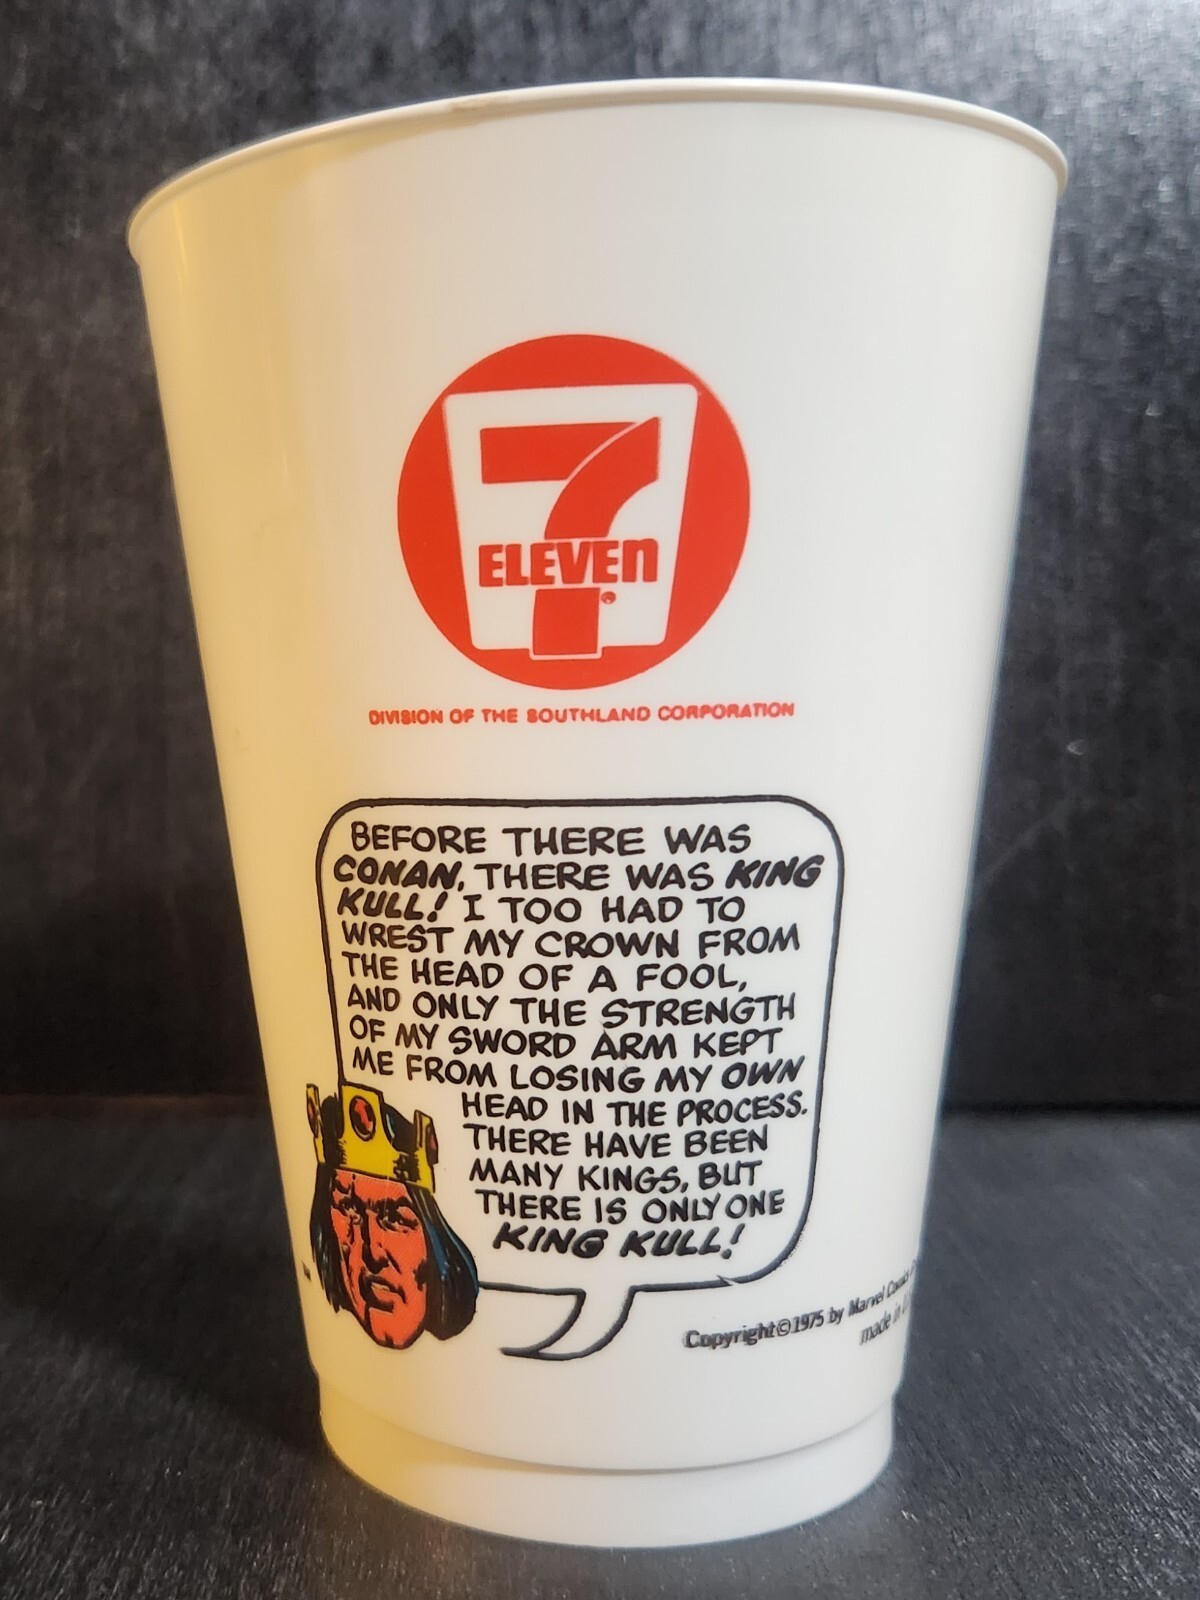 7
ELEVEn
DIVISION OF THE SOUTHLAND CORPORATION
BEFORE THERE WAS
CONAN, THERE WAS KING
KULL! I TOO HAD TO
WREST MY CROWN FROM
THE HEAD OF A FOOL,
AND ONLY THE STRENGTH
OF MY SWORD ARM KEPT
ME FROM LOSING MY OWN
HEAD IN THE PROCESS.
THERE HAVE BEEN
MANY KINGS, BUT
THERE IS ONLY ONE
KING KULL!
Copyright©1975 by Marvel Comics
made in